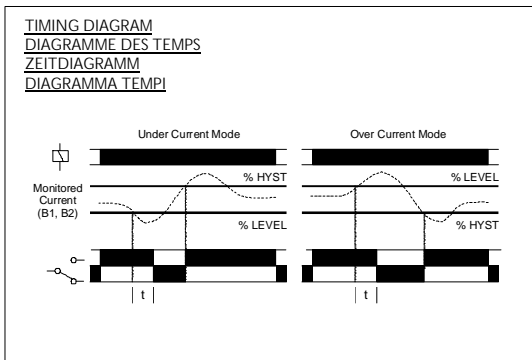 TIMING DIAGRAM
DIAGRAMME DES TEMPS
ZEITDIAGRAMM
DIAGRAMMA TEMPI
Under Current Mode
Over Current Mode
% HYST
% LEVEL
Monitored
Current
(B1, B2)
% LEVEL
% HYST
t
t